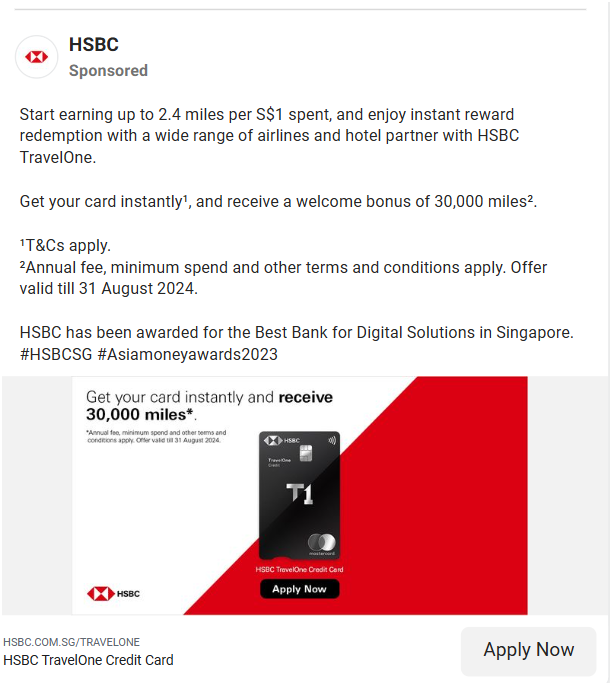 HSBC
Sponsored
Start earning up to 2.4 miles per S$1 spent, and enjoy instant reward
redemption with a wide range of airlines and hotel partner with HSBC
TravelOne.
Get your card instantly¹, and receive a welcome bonus of 30,000 miles².
¹T&Cs apply.
²Annual fee, minimum spend and other terms and conditions apply. Offer
valid till 31 August 2024.
HSBC has been awarded for the Best Bank for Digital Solutions in Singapore.
#HSBCSG #Asiamoneyawards2023
Get your card instantly and receive
30,000 miles*.
*Annual fee, minimum spend and other terms and
conditions apply. Offer valid till 31 August 2024.
HSBC
TravelOne
Credit
T1
mastercard
HSBC TravelOne Credit Card
Apply Now
HSBC
HSBC.COM.SG/TRAVELONE
HSBC TravelOne Credit Card
Apply Now